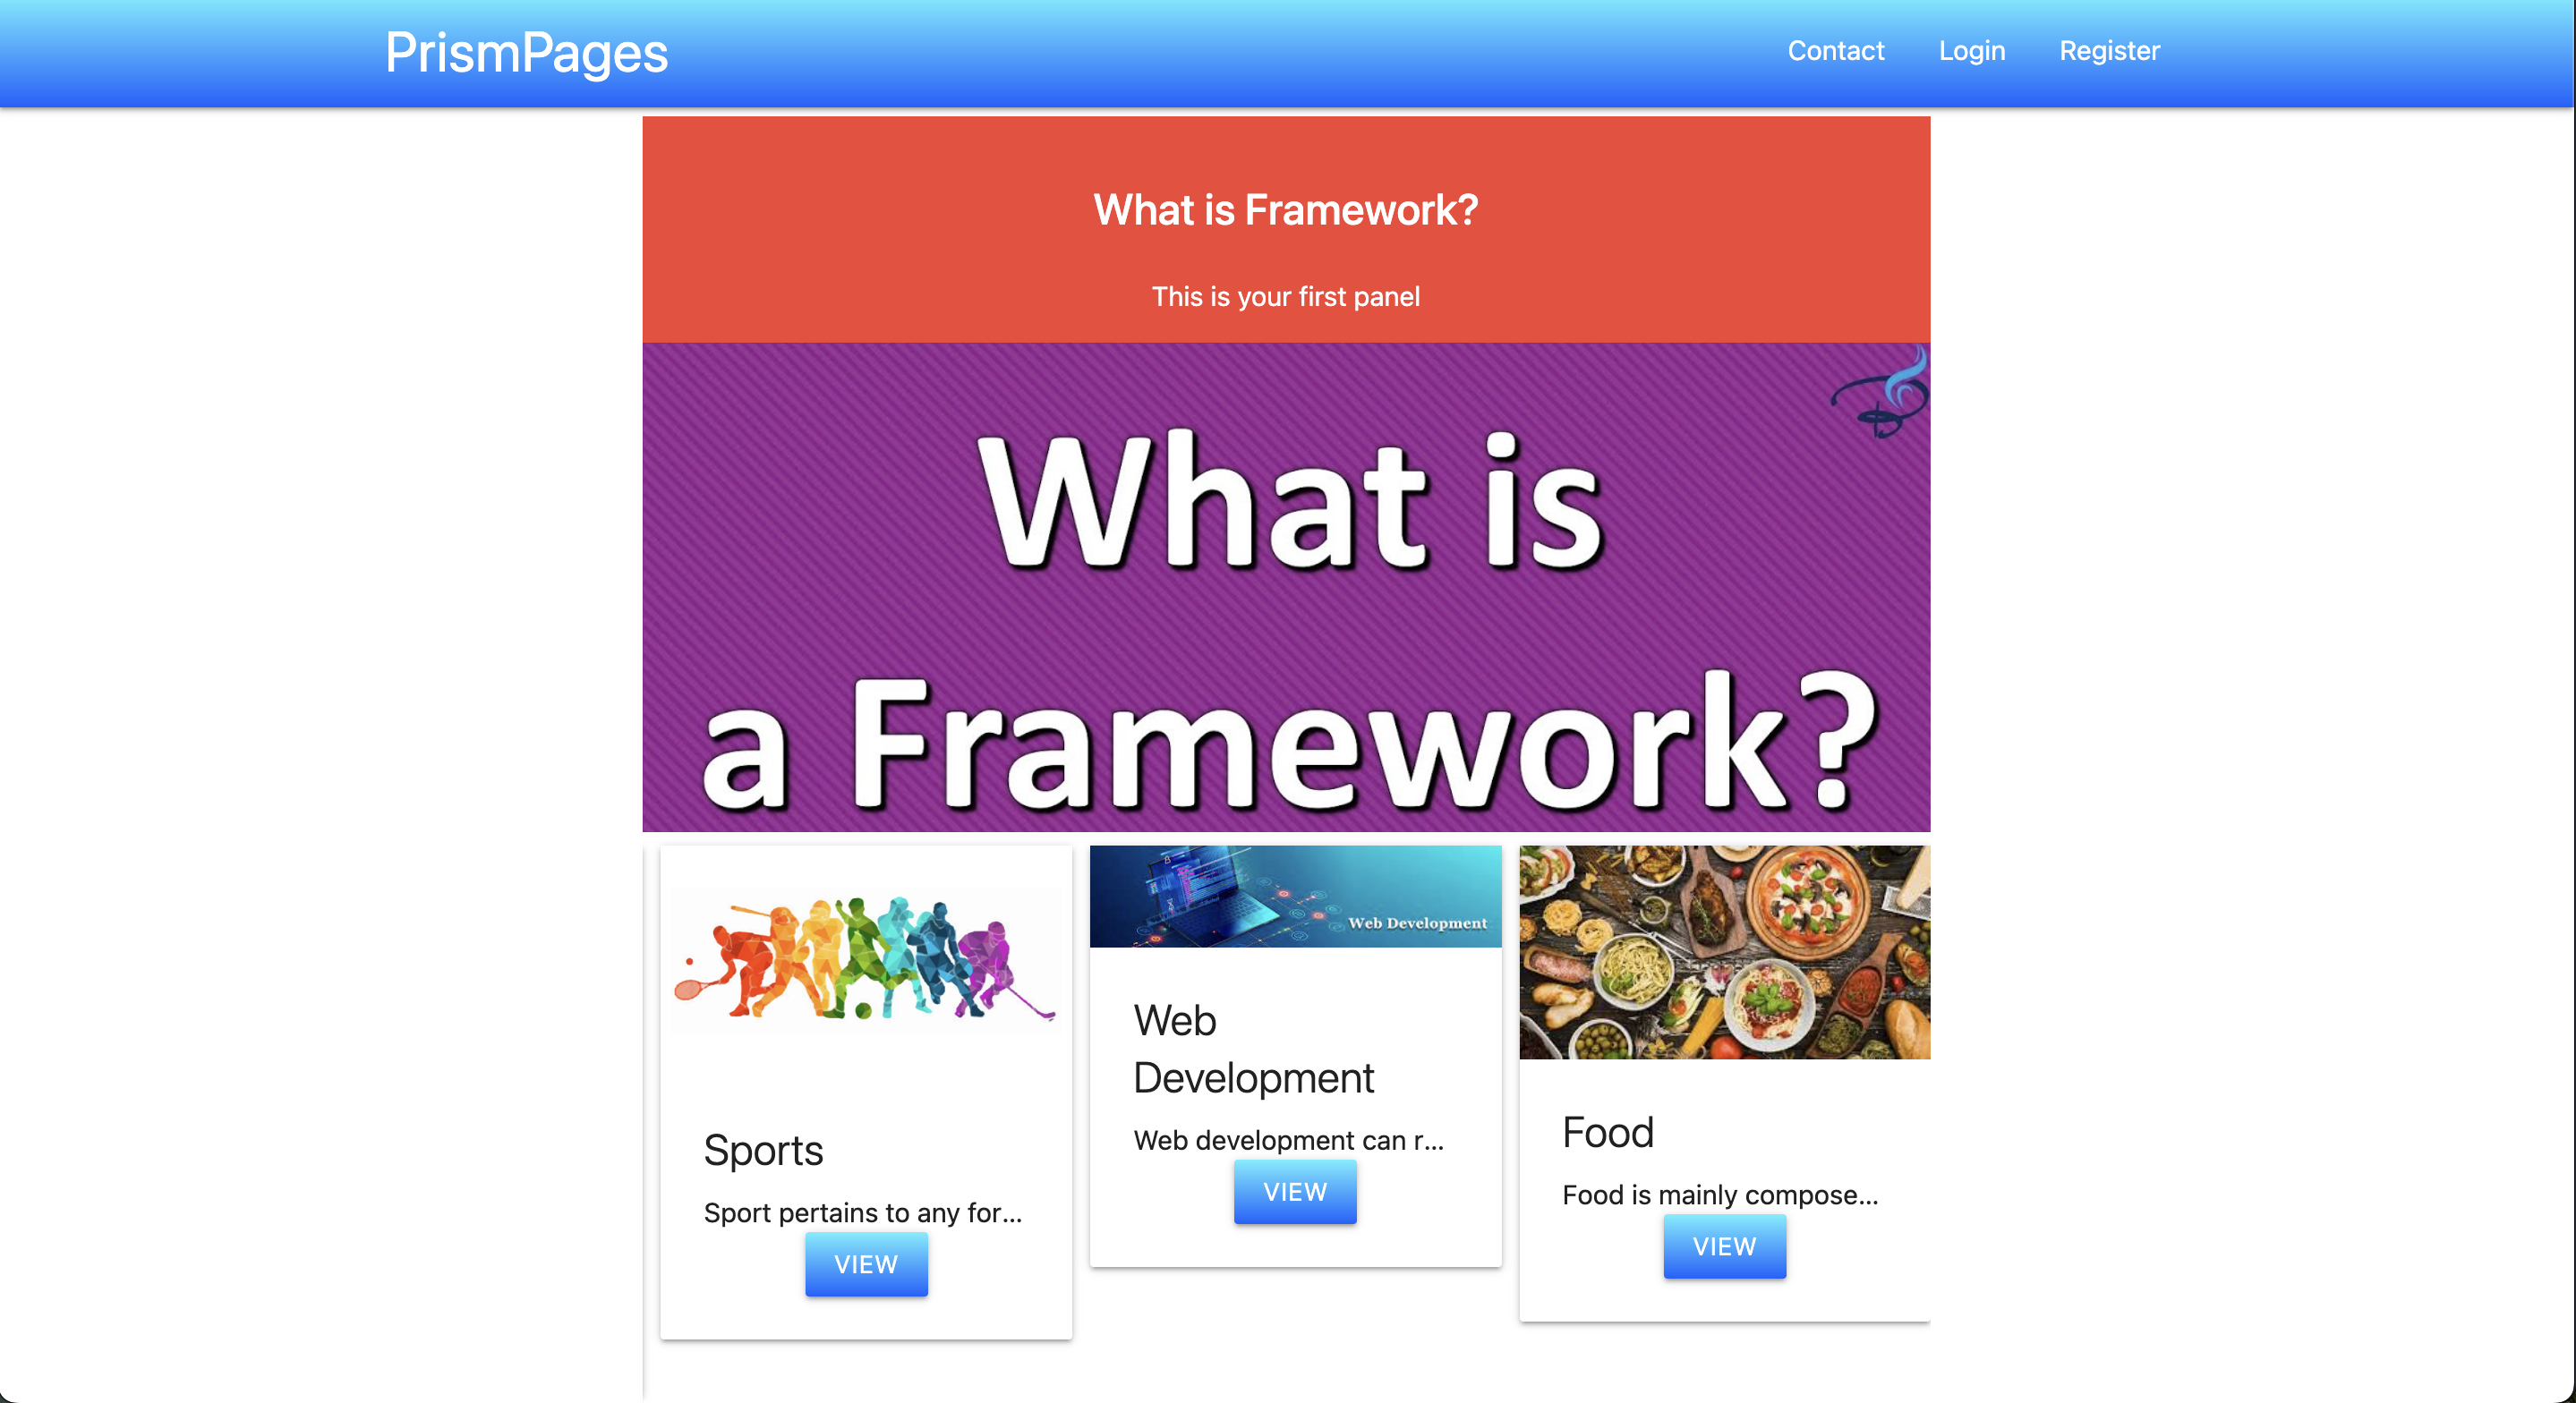 PrismPages
Contact Login Register
What is Framework?
This is your first panel
What is
a Framework?
Web Development
Sports
Sport pertains to any for...
VIEW
Web
Development
Web development can r...
VIEW
Food
Food is mainly compose...
VIEW